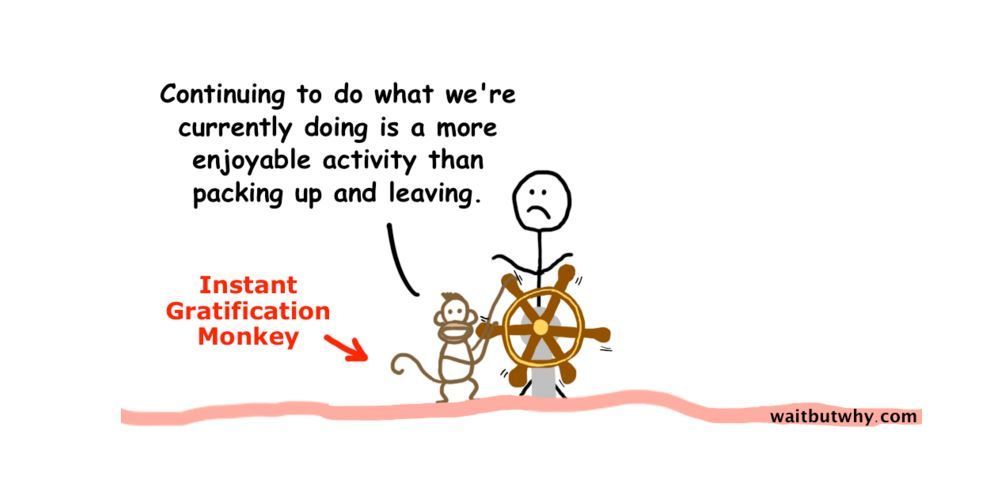 Continuing to do what we're
currently doing is a more
enjoyable activity than
packing up and leaving.
Instant
Gratification
Monkey
waitbutwhy.com